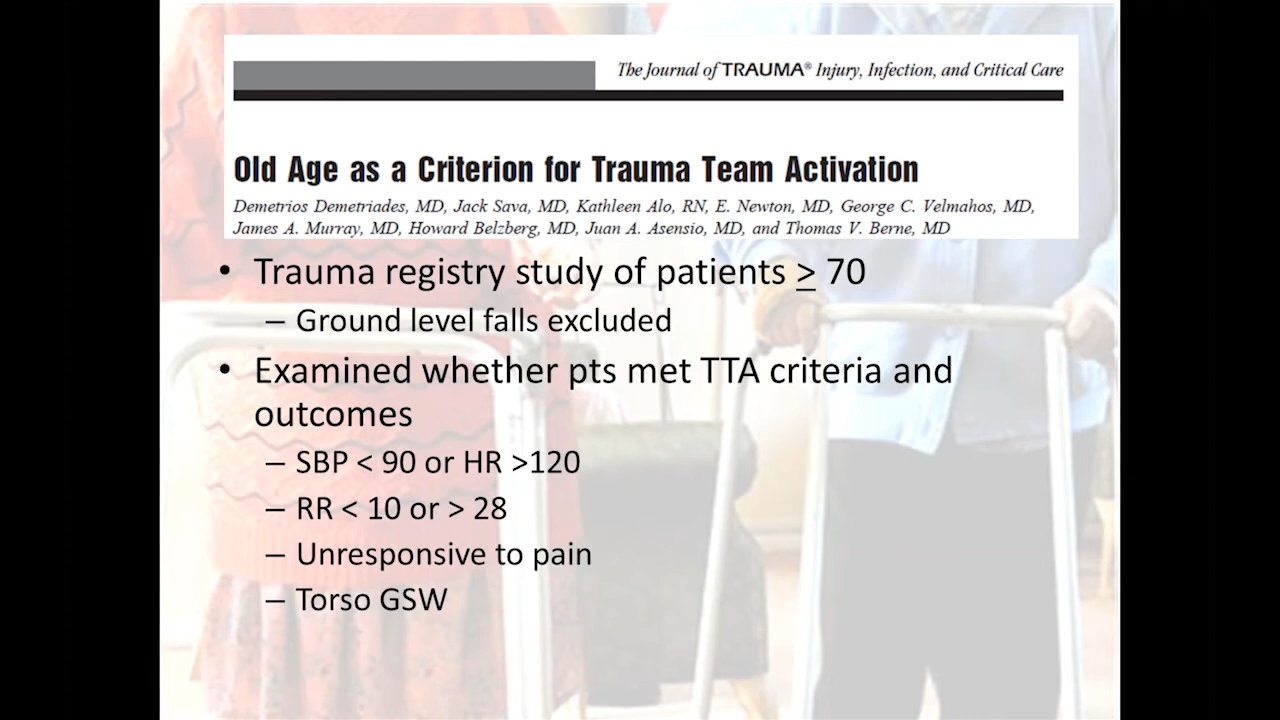 The Journal of TRAUMA® Injury, Infection, and Critical Care
Old Age as a Criterion for Trauma Team Activation
Demetrios Demetriades, MD, Jack Sava, MD, Kathleen Alo, RN, E. Newton, MD, George C. Velmahos, MD,
James A. Murray, MD, Howard Belzberg, MD, Juan A. Asensio, MD, and Thomas V. Berne, MD
• Trauma registry study of patients ≥ 70
– Ground level falls excluded
• Examined whether pts met TTA criteria and
outcomes
– SBP < 90 or HR >120
– RR < 10 or > 28
– Unresponsive to pain
– Torso GSW